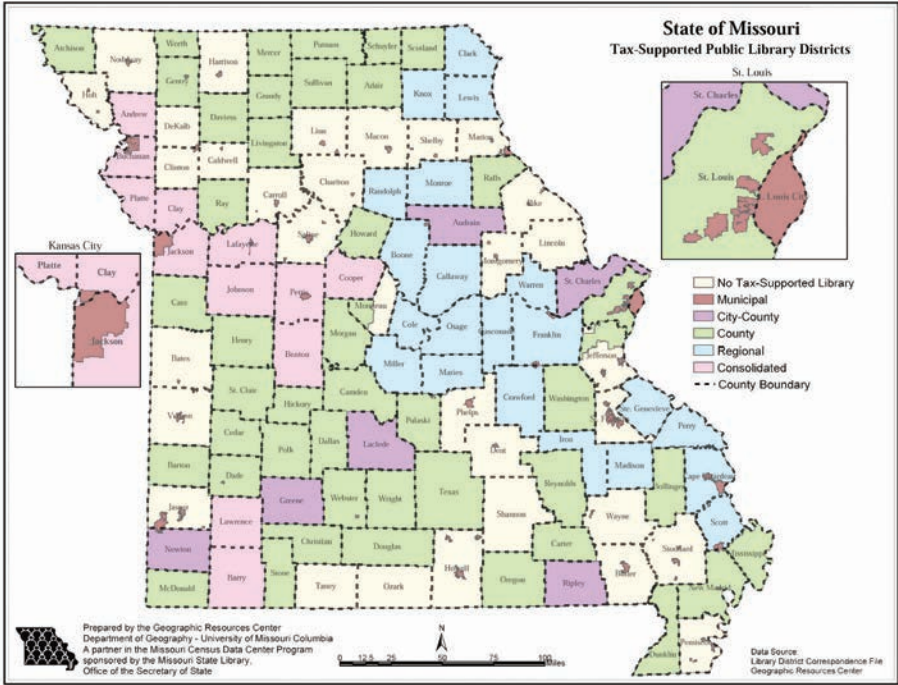 State of Missouri
Tax-Supported Public Library Districts
St. Louis
St. Charles
St. Louis
St. Louis City
Kansas City
Platte
Clay
Jackson
No Tax-Supported Library
Municipal
City-County
County
Regional
Consolidated
County Boundary
Atchison
Nodaway
Worth
Harrison
Mercer
Putnam
Schuyler
Scotland
Clark
Holt
Gentry
Sullivan
Adair
Knox
Lewis
Andrew
DeKalb
Daviess
Grundy
Livingston
Linn
Macon
Shelby
Marion
Buchanan
Clinton
Caldwell
Chariton
Randolph
Monroe
Ralls
Platte
Clay
Ray
Carroll
Saline
Howard
Audrain
Pike
Jackson
Lafayette
Boone
Callaway
Montgomery
Lincoln
Warren
St. Charles
Johnson
Pettis
Cooper
Moniteau
Cass
Henry
Benton
Morgan
Cole
Osage
Gasconade
Franklin
Jefferson
Bates
Miller
Maries
St. Clair
Hickory
Camden
Pulaski
Phelps
Crawford
Washington
Ste. Genevieve
Perry
Vernon
Cedar
Polk
Dallas
Laclede
Dent
Iron
Madison
Cape Girardeau
Barton
Dade
Greene
Webster
Wright
Texas
Shannon
Reynolds
Wayne
Bollinger
Scott
Jasper
Lawrence
Christian
Douglas
Howell
Carter
Stoddard
Mississippi
Newton
McDonald
Barry
Stone
Taney
Ozark
Oregon
Ripley
Butler
New Madrid
Dunklin
Pemiscot
Prepared by the Geographic Resources Center
Department of Geography - University of Missouri Columbia
A partner in the Missouri Census Data Center Program
sponsored by the Missouri State Library,
Office of the Secretary of State
N
0 12.5 25 50 75 100
Miles
Data Source:
Library District Correspondence File
Geographic Resources Center